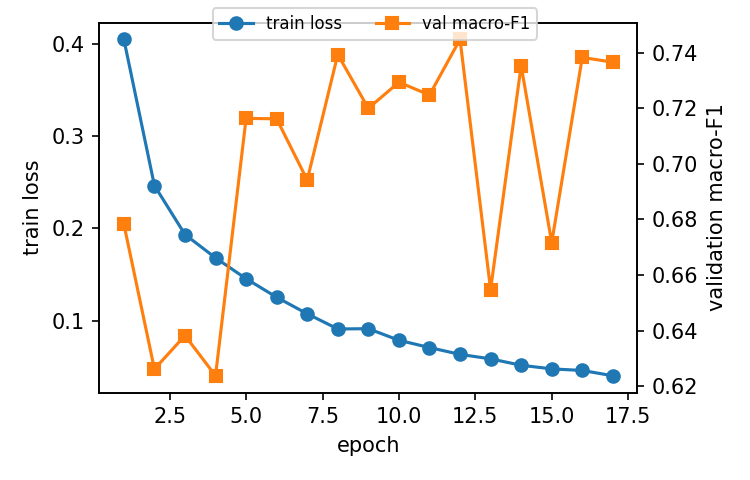 train loss val macro-F1
0.4
0.3
0.2
0.1
train loss
0.74
0.72
0.70
0.68
0.66
0.64
0.62
validation macro-F1
2.5 5.0 7.5 10.0 12.5 15.0 17.5
epoch